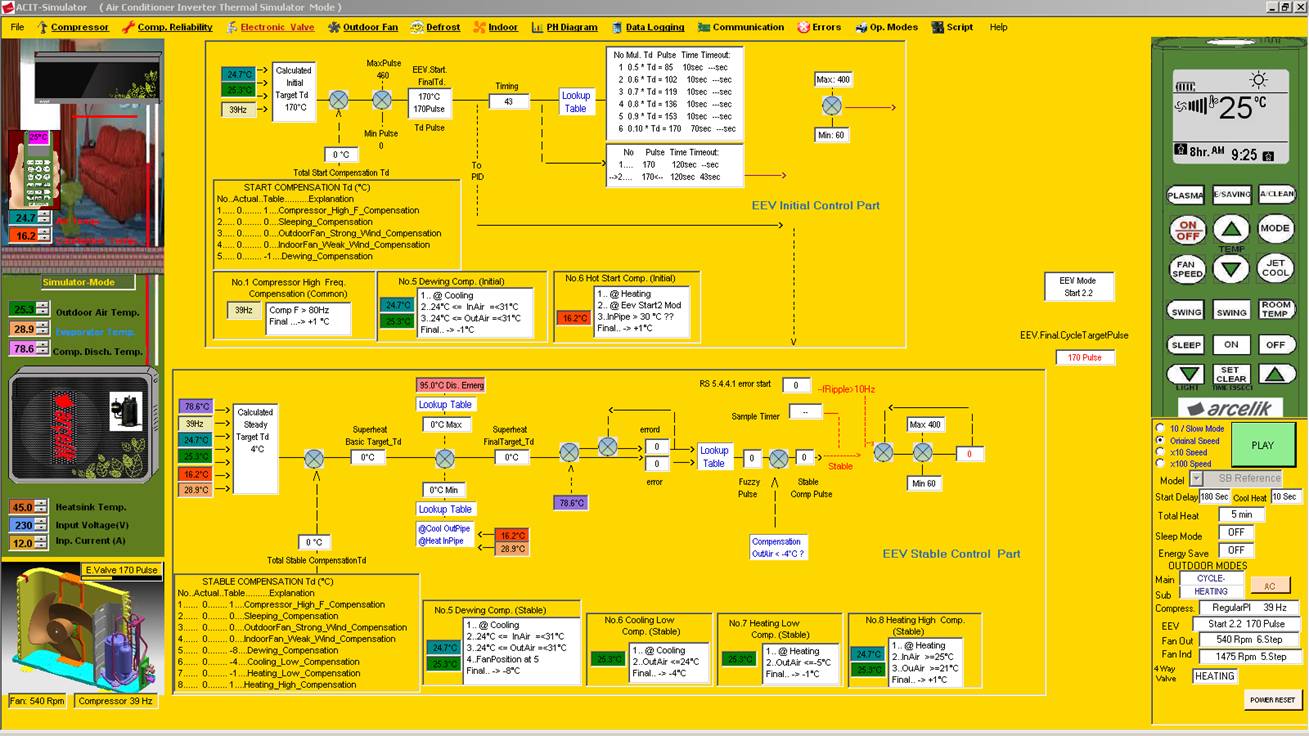 ACIT-Simulator ( Air Conditioner Inverter Thermal Simulator Mode )
File Compressor Comp. Reliability Electronic Valve Outdoor Fan Defrost Indoor PH Diagram Data Logging Communication Errors Op. Modes Script Help
25°C
24.7
16.2
Simulator-Mode
25.3 Outdoor Air Temp.
28.9 Evaporator Temp.
78.6 Comp. Disch. Temp.
45.0 Heatsink Temp.
230 Input Voltage(V)
12.0 Inp. Current (A)
E.Valve 170 Pulse
Fan: 540 Rpm Compressor 39 Hz
24.7°C
25.3°C
39Hz
Calculated
Initial
Target Td
170°C
MaxPulse
460
Min Pulse
0
0 °C
Total Start Compensation Td
EEV.Start.
FinalTd.
170°C
170Pulse
Td Pulse
Timing
43
To
PID
Lookup
Table
No Mul. Td Pulse Time Timeout:
1 0.5 * Td = 85 10sec ---sec
2 0.6 * Td = 102 10sec ---sec
3 0.7 * Td = 119 10sec ---sec
4 0.8 * Td = 136 10sec ---sec
5 0.9 * Td = 153 10sec ---sec
6 0.10 * Td = 170 70sec ---sec
No Pulse Time Timeout:
1.... 170 120sec --sec
-->2.... 170<-- 120sec 43sec
Max: 400
Min: 60
EEV Initial Control Part
START COMPENSATION Td (°C)
No..Actual..Table..........Explanation
1..... 0........ 1....Compressor_High_F_Compensation
2..... 0........ 0....Sleeping_Compensation
3..... 0........ 0....OutdoorFan_Strong_Wind_Compensation
4..... 0........ 0....IndoorFan_Weak_Wind_Compensation
5..... 0........ -1....Dewing_Compensation
No.1 Compressor High Freq.
Compensation (Common)
39Hz
Comp F > 80Hz
Final ...-> +1 °C
No.5 Dewing Comp. (Initial)
24.7°C
25.3°C
1.. @ Cooling
2..24°C <= InAir =<31°C
3..24°C <= OutAir =<31°C
Final.. -> -1°C
No.6 Hot Start Comp. (Initial)
16.2°C
1.. @ Heating
2.. @ Eev Start2 Mod
3..InPipe > 30 °C ??
Final.. -> +1°C
EEV Mode
Start 2.2
EEV.Final.CycleTargetPulse
170 Pulse
78.6°C
39Hz
24.7°C
25.3°C
16.2°C
28.9°C
Calculated
Steady
Target Td
4°C
0 °C
Total Stable CompensationTd
Superheat
Basic Target_Td
0°C
95.0°C Dis. Emerg
Lookup Table
0°C Max
0°C Min
Lookup Table
@Cool OutPipe
@Heat InPipe
16.2°C
28.9°C
Superheat
FinalTarget_Td
0°C
78.6°C
errord
0
0
error
Lookup
Table
0
Fuzzy
Pulse
0
Stable
Comp Pulse
RS 5.4.4.1 error start 0
Sample Timer --
--IRipple>10Hz
Stable
Compensation
OutAir < -4°C ?
Max 400
Min 60
0
EEV Stable Control Part
STABLE COMPENSATION Td (°C)
No..Actual..Table..........Explanation
1...... 0........ 1....Compressor_High_F_Compensation
2...... 0........ 0....Sleeping_Compensation
3...... 0........ 0....OutdoorFan_Strong_Wind_Compensation
4...... 0........ 0....IndoorFan_Weak_Wind_Compensation
5...... 0........ -8....Dewing_Compensation
6...... 0........ -4....Cooling_Low_Compensation
7...... 0........ -1....Heating_Low_Compensation
8...... 0........ 1....Heating_High_Compensation
No.5 Dewing Comp. (Stable)
24.7°C
25.3°C
1.. @ Cooling
2..24°C <= InAir =<31°C
3..24°C <= OutAir =<31°C
4..FanPosition at 5
Final.. -> -8°C
No.6 Cooling Low
Comp. (Stable)
25.3°C
1.. @ Cooling
2..OutAir <=24°C
Final.. -> -4°C
No.7 Heating Low
Comp. (Stable)
25.3°C
1.. @ Heating
2..OutAir <=-5°C
Final.. -> -1°C
No.8 Heating High Comp.
(Stable)
24.7°C
25.3°C
1.. @ Heating
2..InAir >=25°C
3..OuAir >=21°C
Final.. -> +1°C
25°C
8hr. AM 9:25
PLASMA E/SAVING A/CLEAN
ON
OFF
TEMP
MODE
FAN
SPEED
JET
COOL
SWING SWING ROOM
TEMP
SLEEP ON OFF
LIGHT
SET
CLEAR
arcelik
10 / Slow Mode
Original Speed
x10 Speed
x100 Speed
PLAY
Model SB Reference
Start Delay 180 Sec Cool Heat 10 Sec
Total Heat 5 min
Sleep Mode OFF
Energy Save OFF
OUTDOOR MODES
Main CYCLE-
Sub HEATING
AC
Compress. RegularPI 39 Hz
EEV Start 2.2 170 Pulse
Fan Out 540 Rpm 6.Step
Fan Ind 1475 Rpm 5.Step
4 Way
Valve HEATING
POWER RESET